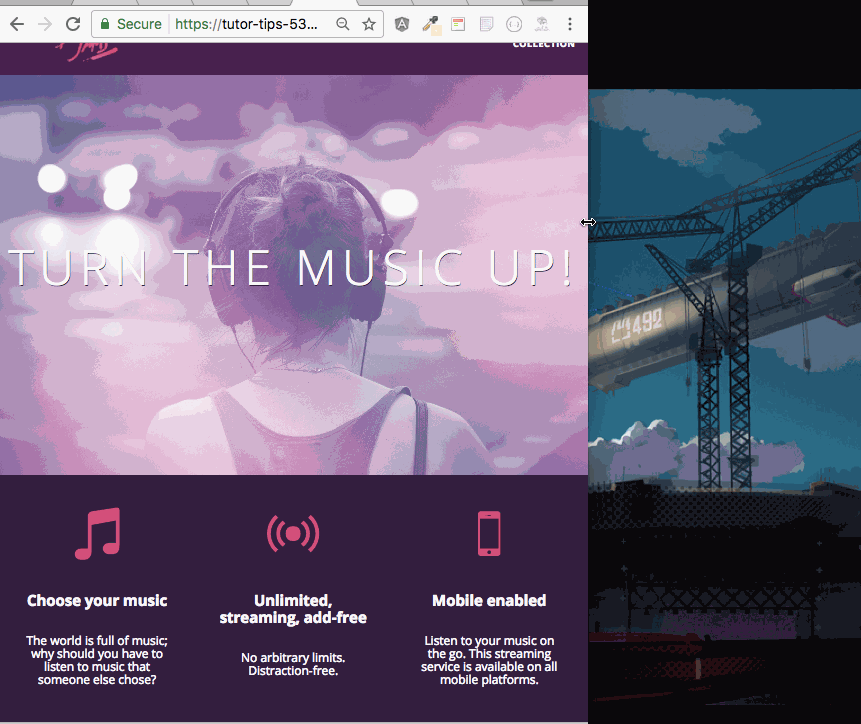 Secure
https://tutor-tips-53...
COLLECTION
TURN THE MUSIC UP!
Choose your music
The world is full of music;
why should you have to
listen to music that
someone else chose?
Unlimited,
streaming, add-free
No arbitrary limits.
Distraction-free.
Mobile enabled
Listen to your music on
the go. This streaming
service is available on all
mobile platforms.